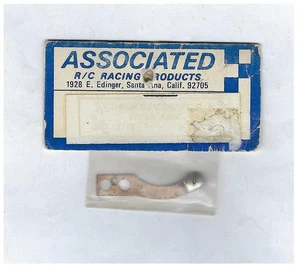 ASSOCIATED
R/C RACING PRODUCTS.
1928 E. Edinger, Santa Ana, Calif. 92705